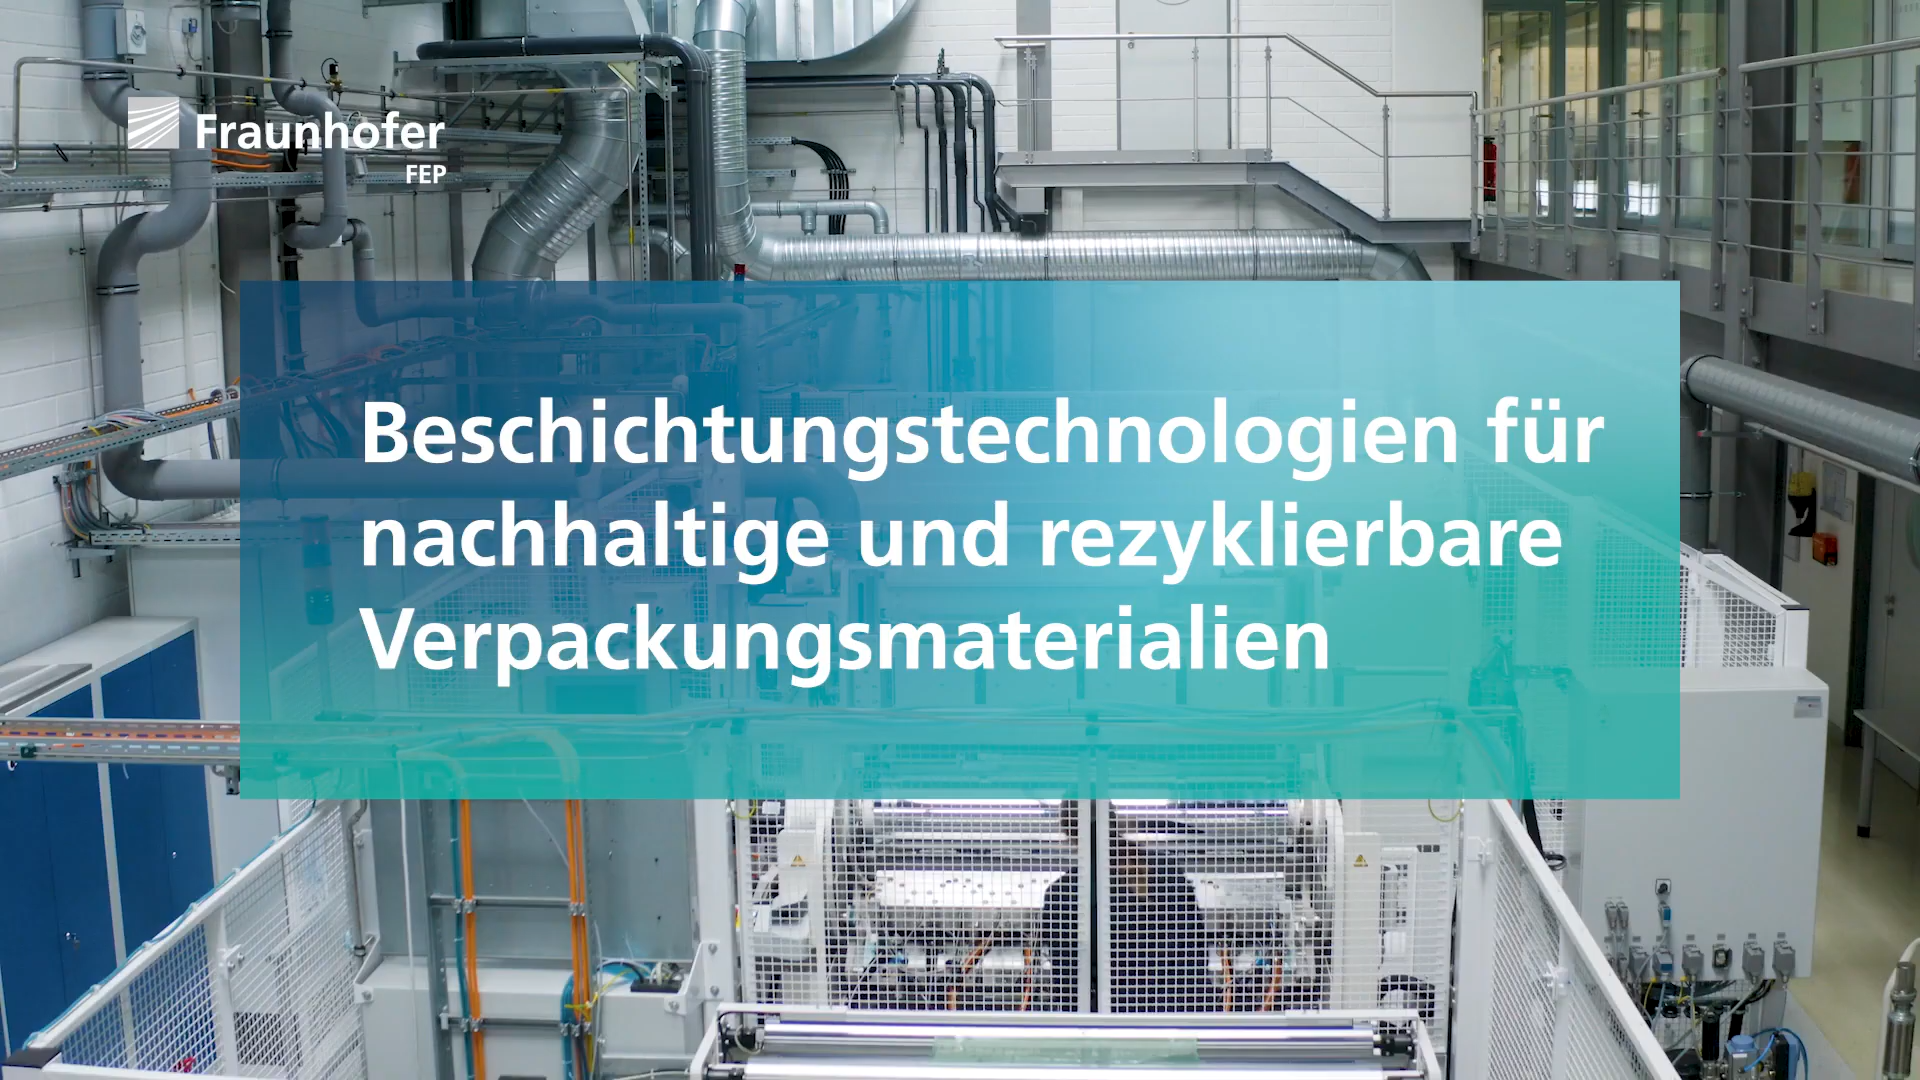 Fraunhofer
FEP
Beschichtungstechnologien für
nachhaltige und rezyklierbare
Verpackungsmaterialien